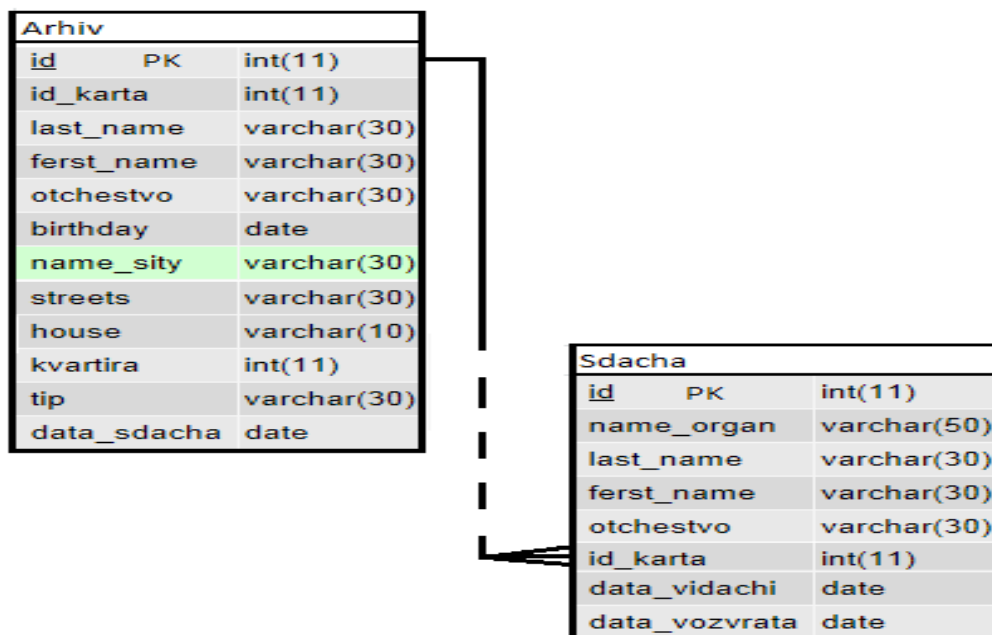 Arhiv
id PK int(11)
id_karta int(11)
last_name varchar(30)
ferst_name varchar(30)
otchestvo varchar(30)
birthday date
name_sity varchar(30)
streets varchar(30)
house varchar(10)
kvartira int(11)
tip varchar(30)
data_sdacha date
Sdacha
id PK int(11)
name_organ varchar(50)
last_name varchar(30)
ferst_name varchar(30)
otchestvo varchar(30)
id_karta int(11)
data_vidachi date
data_vozvrata date